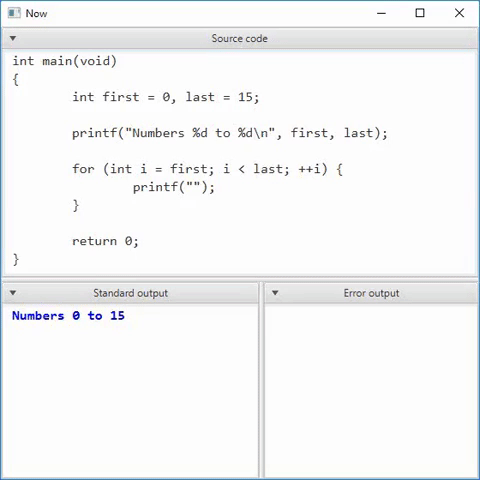 Now
Source code
int main(void)
{
int first = 0, last = 15;
printf("Numbers %d to %d\n", first, last);
for (int i = first; i < last; ++i) {
printf("");
}
return 0;
}
Standard output
Error output
Numbers 0 to 15